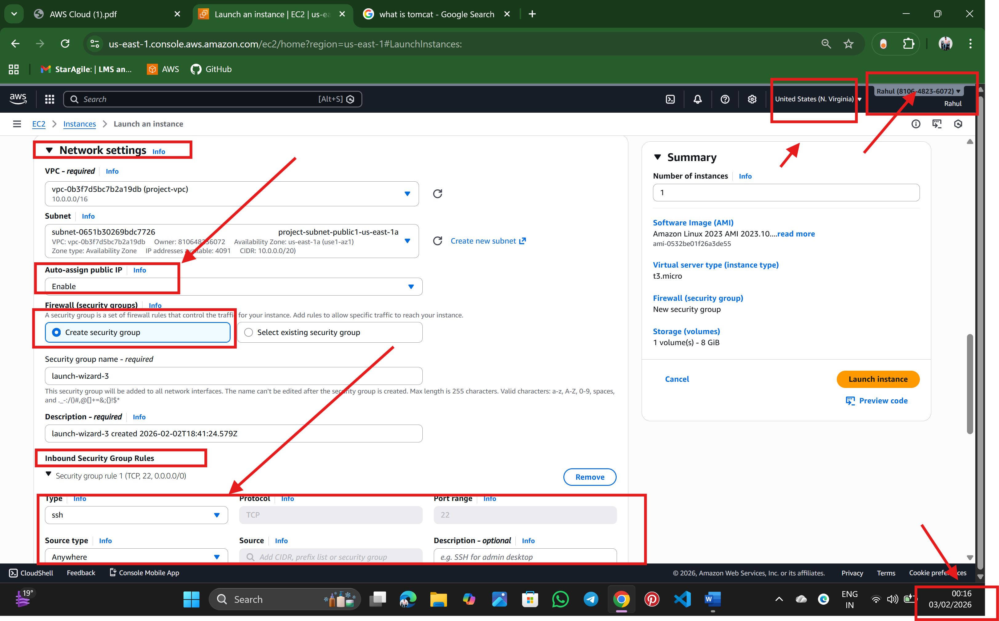 AWS Cloud (1).pdf
Launch an instance | EC2 | us-ea
what is tomcat - Google Search
us-east-1.console.aws.amazon.com/ec2/home?region=us-east-1#LaunchInstances:
StarAgile: | LMS an...
AWS
GitHub
aws
Search
[Alt+S]
United States (N. Virginia)
Rahul (8106-4823-6072)
Rahul
EC2
Instances
Launch an instance
Network settings Info
VPC - required Info
vpc-0b3f7d5bc7b2a19db (project-vpc)
10.0.0.0/16
Subnet Info
subnet-0651b30269bdc7726 project-subnet-public1-us-east-1a
VPC: vpc-0b3f7d5bc7b2a19db Owner: 810648236072 Availability Zone: us-east-1a (use1-az1)
Zone type: Availability Zone IP addresses available: 4091 CIDR: 10.0.0.0/20)
Create new subnet
Auto-assign public IP Info
Enable
Firewall (security groups) Info
A security group is a set of firewall rules that control the traffic for your instance. Add rules to allow specific traffic to reach your instance.
Create security group
Select existing security group
Security group name - required
launch-wizard-3
This security group will be added to all network interfaces. The name can't be edited after the security group is created. Max length is 255 characters. Valid characters: a-z, A-Z, 0-9, spaces,
and ._-:/()#,@[]+=&;{}!$*
Description - required Info
launch-wizard-3 created 2026-02-02T18:41:24.579Z
Inbound Security Group Rules
Security group rule 1 (TCP, 22, 0.0.0.0/0)
Remove
Type Info
Protocol Info
Port range Info
ssh
TCP
22
Source type Info
Source Info
Description - optional Info
Anywhere
Add CIDR, prefix list or security group
e.g. SSH for admin desktop
Summary
Number of instances Info
1
Software Image (AMI)
Amazon Linux 2023 AMI 2023.10....read more
ami-0532be01f26a3de55
Virtual server type (instance type)
t3.micro
Firewall (security group)
New security group
Storage (volumes)
1 volume(s) - 8 GiB
Cancel
Launch instance
Preview code
CloudShell
Feedback
Console Mobile App
© 2026, Amazon Web Services, Inc. or its affiliates.
Privacy
Terms
Cookie preferences
19°
Search
ENG
IN
00:16
03/02/2026